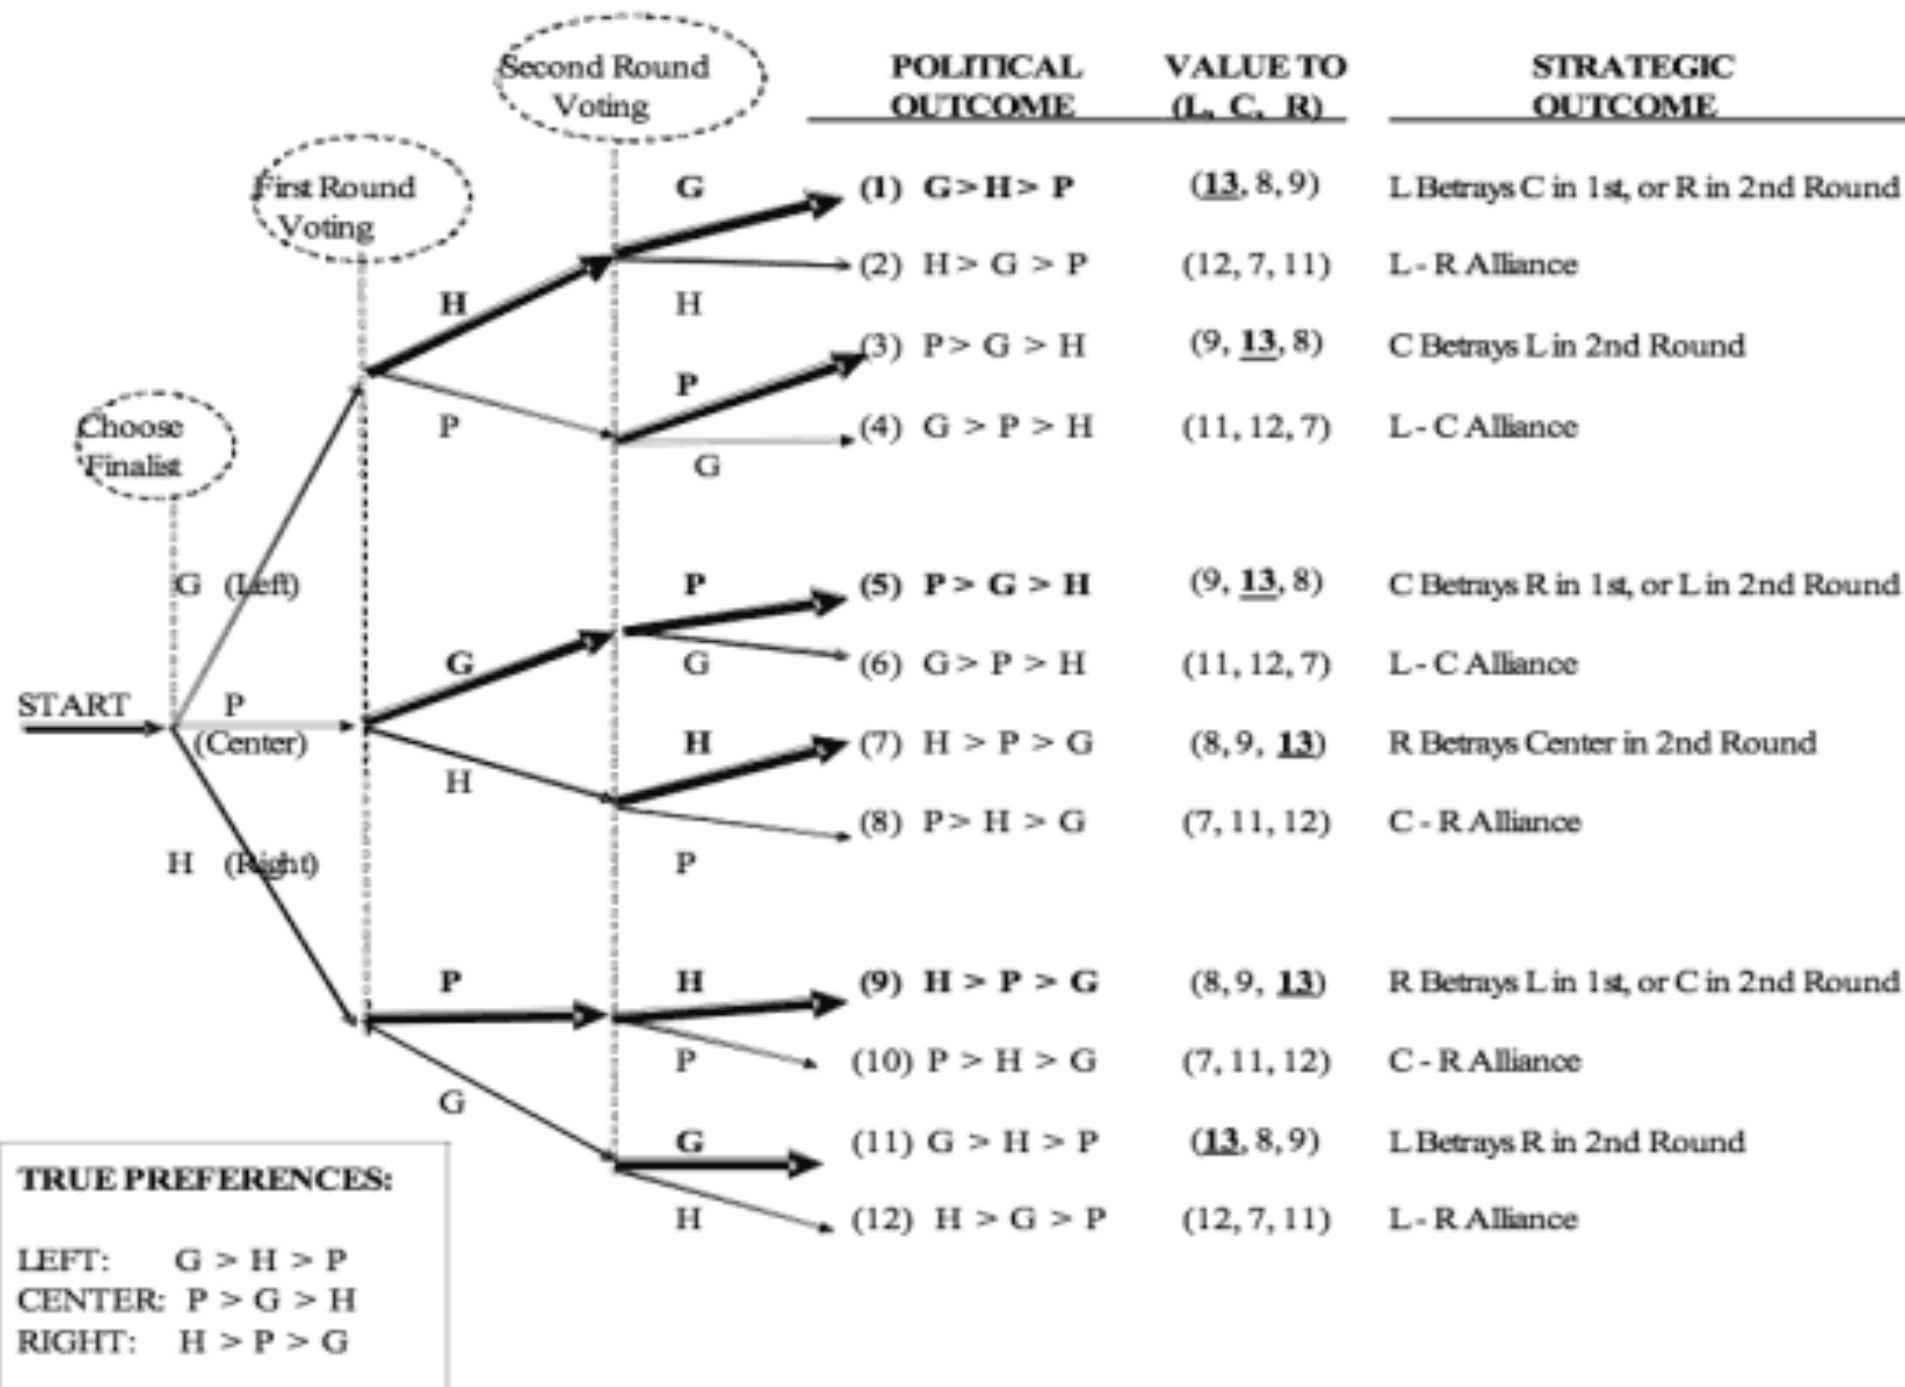 Second Round
Voting
POLITICAL
OUTCOME
VALUE TO
(L, C, R)
STRATEGIC
OUTCOME
First Round
Voting
Choose
Finalist
G
(1) G > H > P
(13, 8, 9)
L Betrays C in 1st, or R in 2nd Round
H
(2) H > G > P
(12, 7, 11)
L - R Alliance
H
(3) P > G > H
(9, 13, 8)
C Betrays L in 2nd Round
P
P
(4) G > P > H
(11, 12, 7)
L - C Alliance
G
G (Left)
P
(5) P > G > H
(9, 13, 8)
C Betrays R in 1st, or L in 2nd Round
G
G
(6) G > P > H
(11, 12, 7)
L - C Alliance
START
P
(Center)
H
(7) H > P > G
(8, 9, 13)
R Betrays Center in 2nd Round
H
(8) P > H > G
(7, 11, 12)
C - R Alliance
H (Right)
P
P
H
(9) H > P > G
(8, 9, 13)
R Betrays L in 1st, or C in 2nd Round
P
(10) P > H > G
(7, 11, 12)
C - R Alliance
G
G
(11) G > H > P
(13, 8, 9)
L Betrays R in 2nd Round
H
(12) H > G > P
(12, 7, 11)
L - R Alliance
TRUE PREFERENCES:
LEFT: G > H > P
CENTER: P > G > H
RIGHT: H > P > G